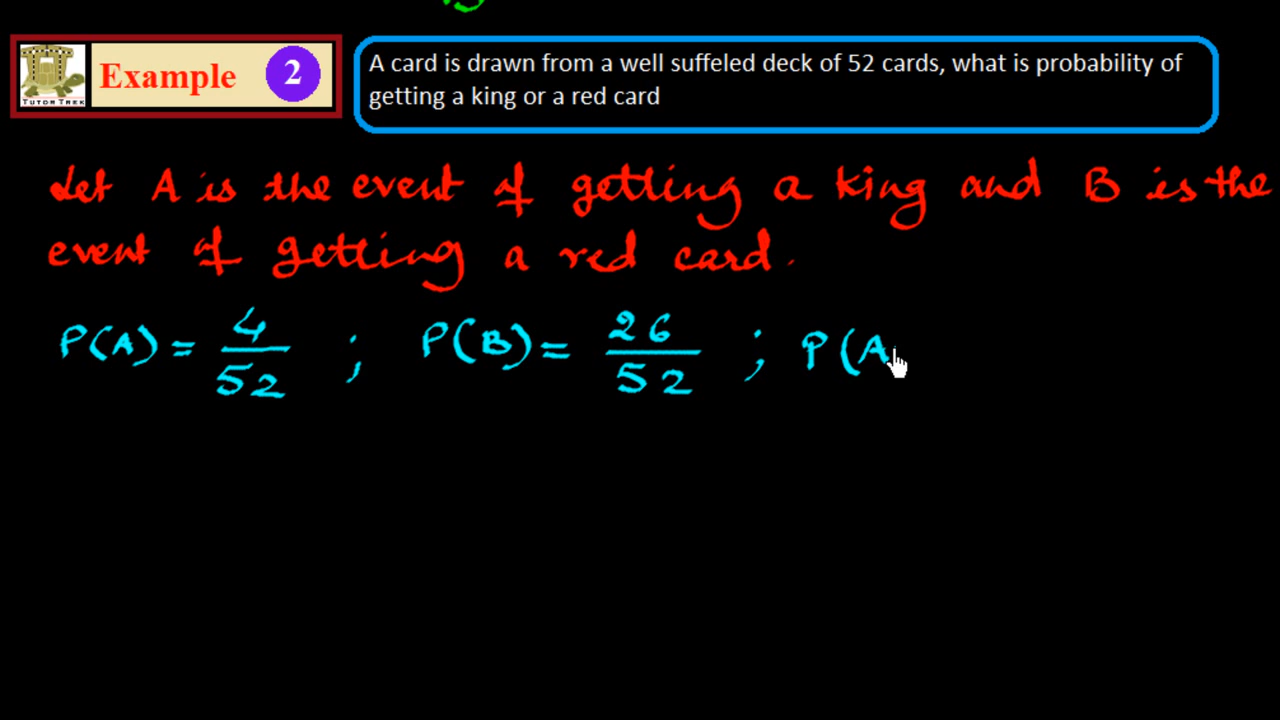 TUTOR TREK
Example 2
A card is drawn from a well suffeled deck of 52 cards, what is probability of
getting a king or a red card
Let A is the event of getting a king and B is the
event of getting a red card.
P(A) = 4/52 ; P(B) = 26/52 ; P(A